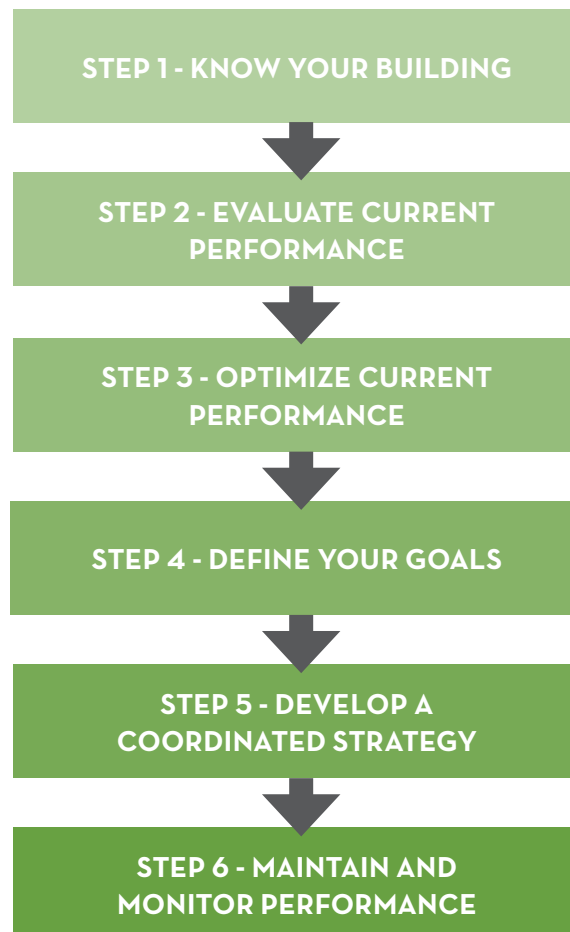 STEP 1 - KNOW YOUR BUILDING
STEP 2 - EVALUATE CURRENT
PERFORMANCE
STEP 3 - OPTIMIZE CURRENT
PERFORMANCE
STEP 4 - DEFINE YOUR GOALS
STEP 5 - DEVELOP A
COORDINATED STRATEGY
STEP 6 - MAINTAIN AND
MONITOR PERFORMANCE